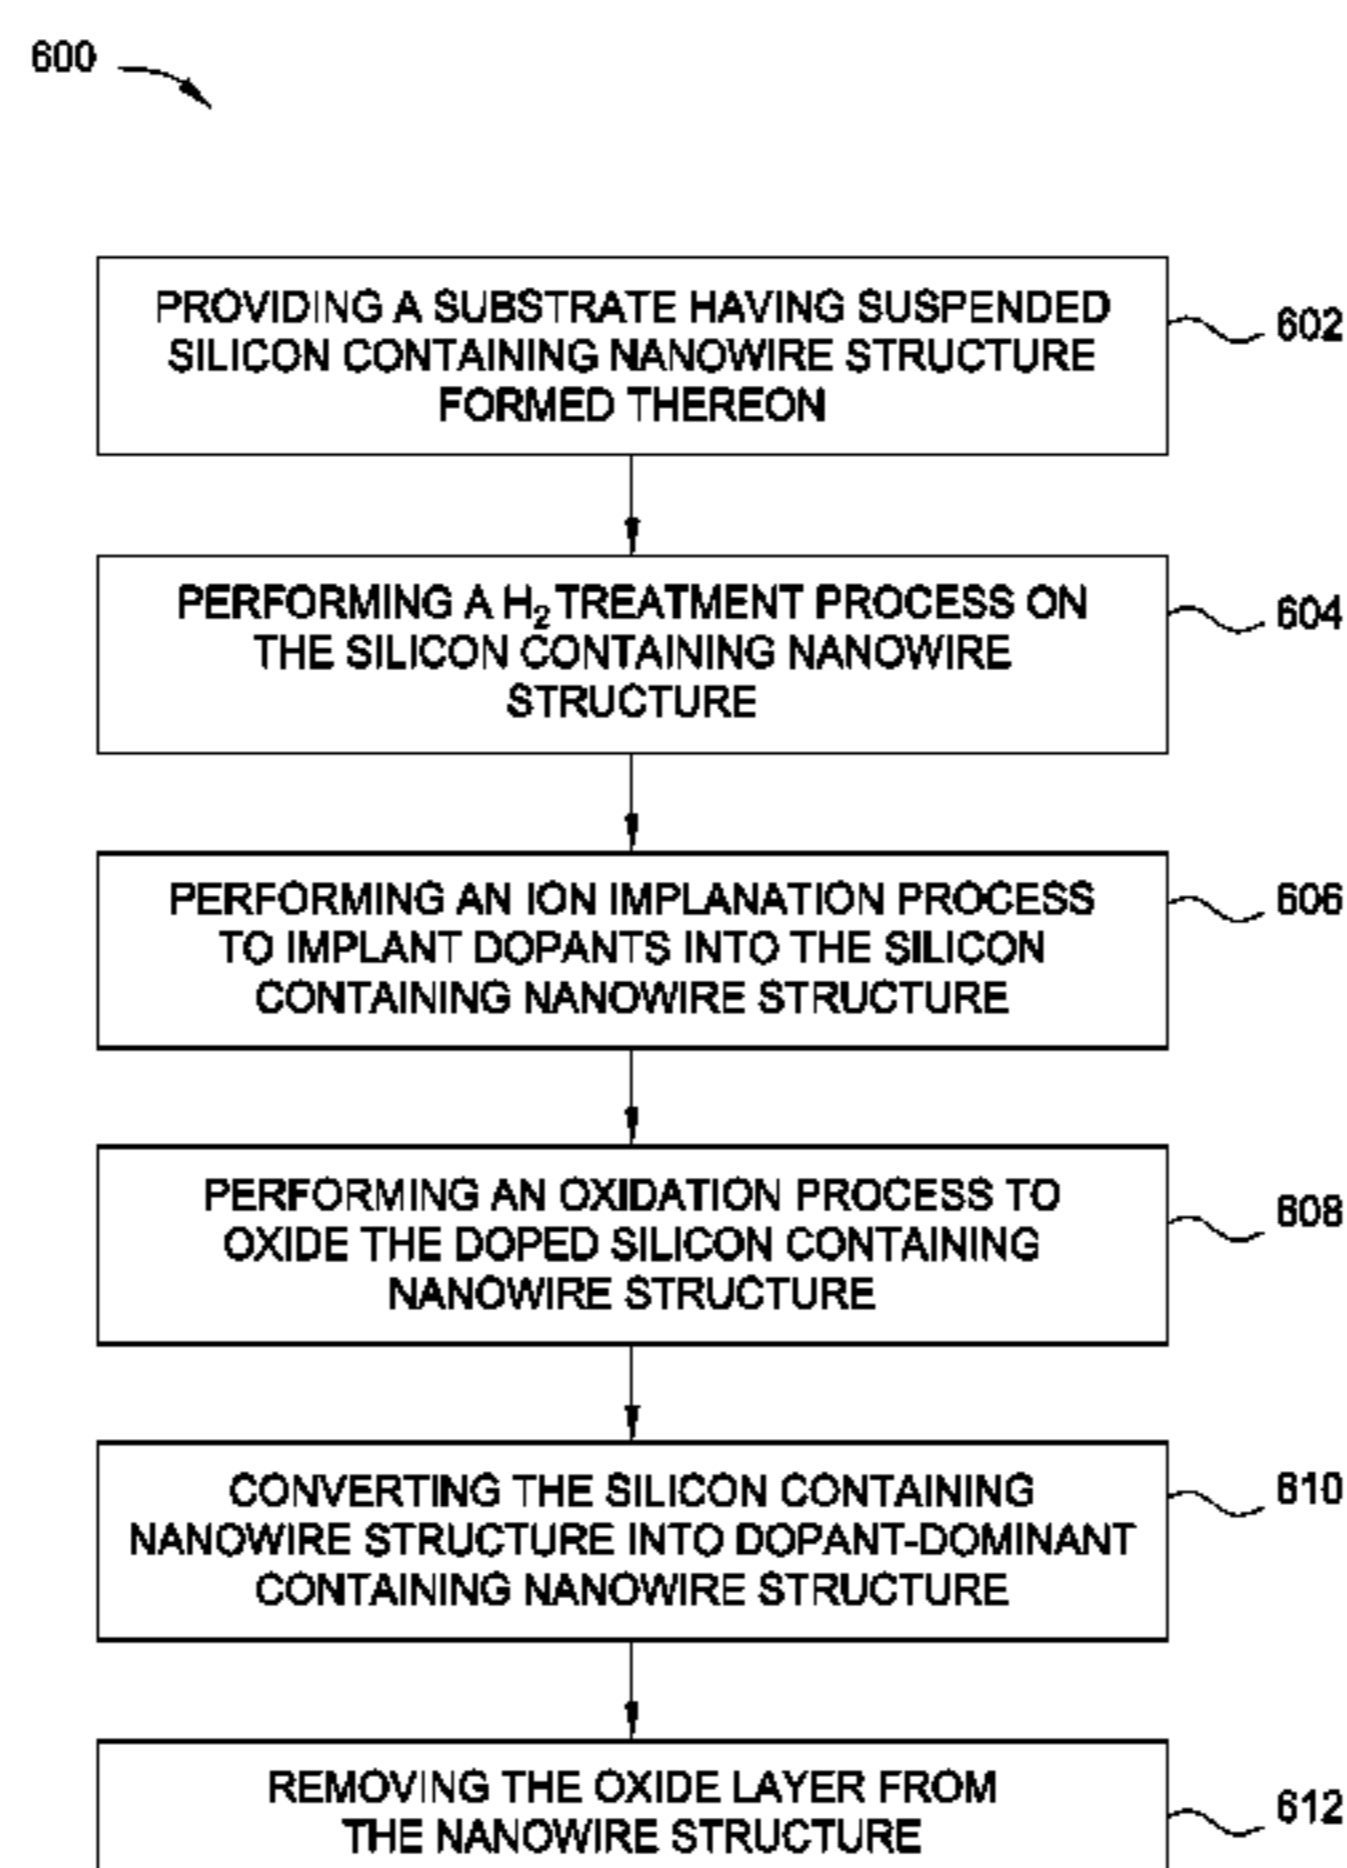 600
PROVIDING A SUBSTRATE HAVING SUSPENDED
SILICON CONTAINING NANOWIRE STRUCTURE
FORMED THEREON
602
PERFORMING A H₂ TREATMENT PROCESS ON
THE SILICON CONTAINING NANOWIRE
STRUCTURE
604
PERFORMING AN ION IMPLANATION PROCESS
TO IMPLANT DOPANTS INTO THE SILICON
CONTAINING NANOWIRE STRUCTURE
606
PERFORMING AN OXIDATION PROCESS TO
OXIDE THE DOPED SILICON CONTAINING
NANOWIRE STRUCTURE
608
CONVERTING THE SILICON CONTAINING
NANOWIRE STRUCTURE INTO DOPANT-DOMINANT
CONTAINING NANOWIRE STRUCTURE
610
REMOVING THE OXIDE LAYER FROM
THE NANOWIRE STRUCTURE
612